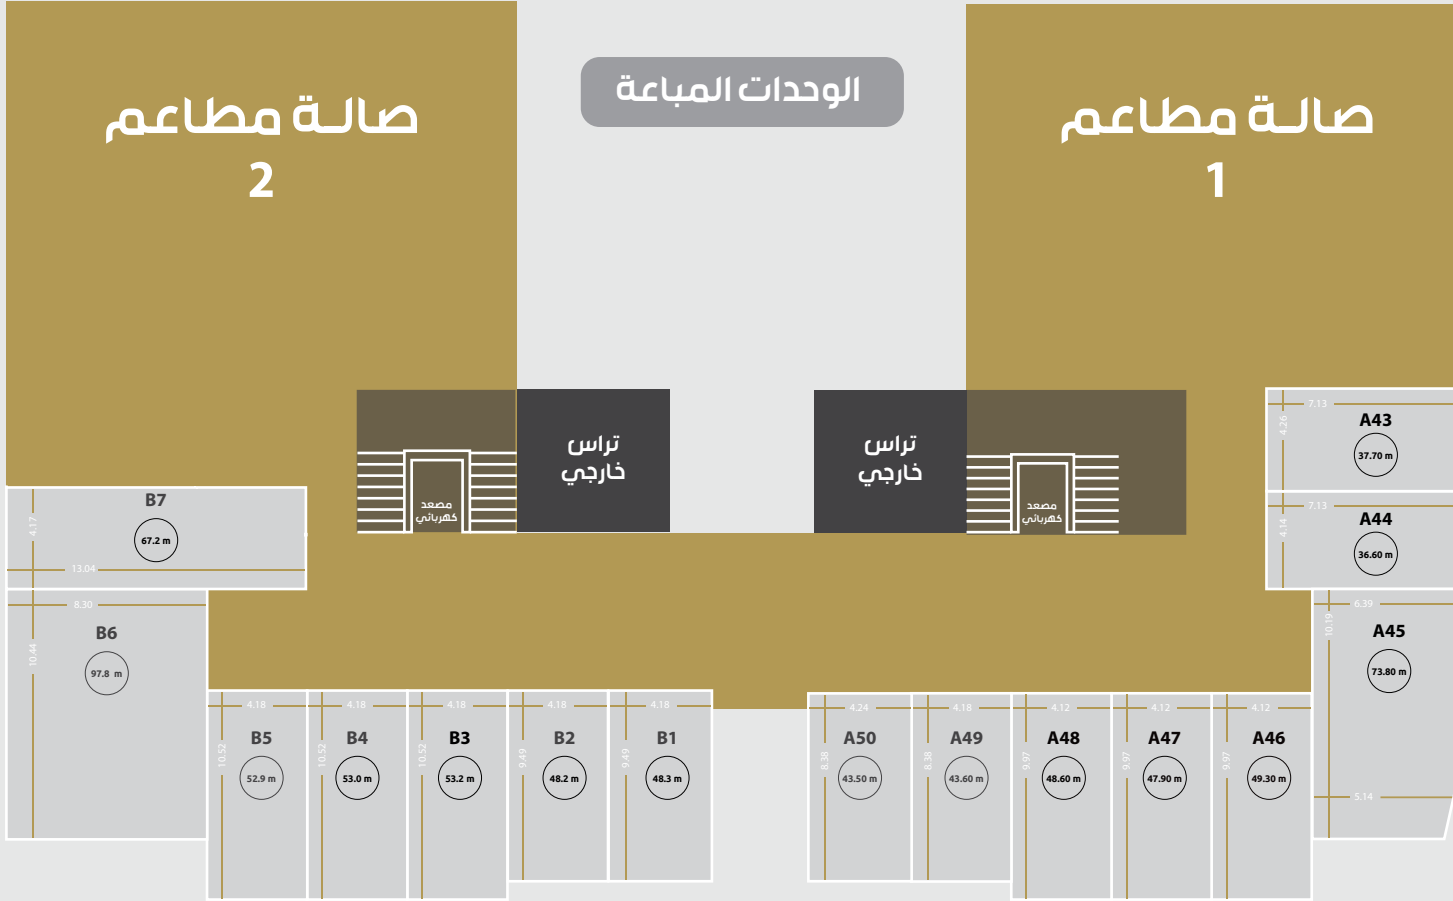 الوحدات المباعة
صالة مطاعم
1
صالة مطاعم
2
تراس
خارجي
مصعد
كهربائي
تراس
خارجي
مصعد
كهربائي
7.13
4.26
A43
37.70 m
7.13
4.14
A44
36.60 m
6.39
10.19
A45
73.80 m
5.14
B7
4.17
67.2 m
13.04
8.30
B6
10.44
97.8 m
4.18
10.52
B5
52.9 m
4.18
10.52
B4
53.0 m
4.18
10.52
B3
53.2 m
4.18
9.49
B2
48.2 m
4.18
9.49
B1
48.3 m
4.24
8.38
A50
43.50 m
4.18
8.38
A49
43.60 m
4.12
9.97
A48
48.60 m
4.12
9.97
A47
47.90 m
4.12
9.97
A46
49.30 m